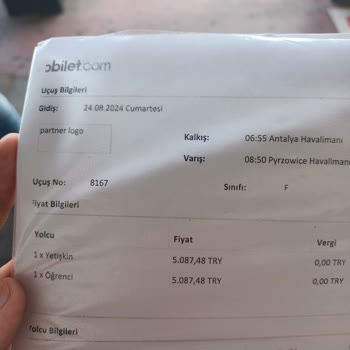 obilet.com
Uçuş Bilgileri
Gidiş: 24.08.2024 Cumartesi
partner logo
Kalkış: 06:55 Antalya Havalimanı
Varış: 08:50 Pyrzowice Havaliman
Uçuş No: 8167 Sınıfı: F
Fiyat Bilgileri
Yolcu Fiyat Vergi
1 x Yetişkin 5.087,48 TRY 0,00 TRY
1 x Öğrenci 5.087,48 TRY 0,00 TRY
Yolcu Bilgileri